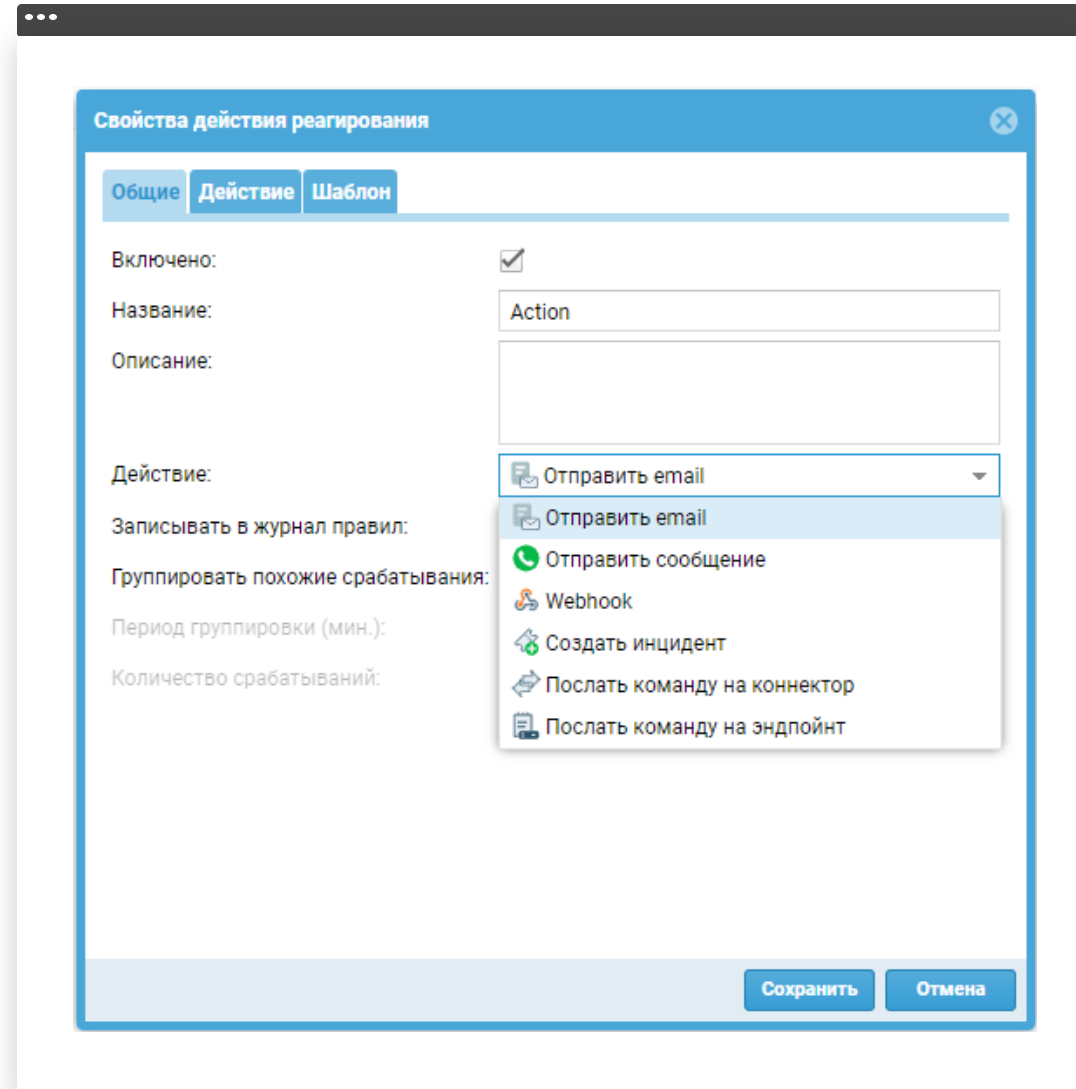 Свойства действия реагирования
Общие Действие Шаблон
Включено:
Название: Action
Описание:
Действие: Отправить email
Отправить email
Записывать в журнал правил:
Отправить сообщение
Группировать похожие срабатывания:
Webhook
Период группировки (мин.):
Создать инцидент
Количество срабатываний:
Послать команду на коннектор
Послать команду на эндпойнт
Сохранить Отмена